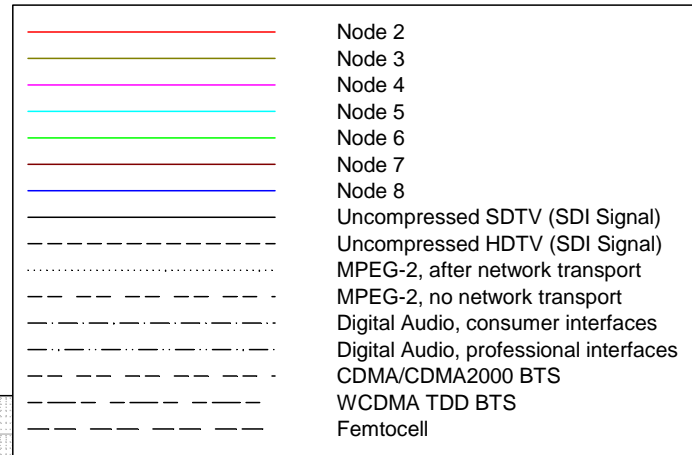 Node 2
Node 3
Node 4
Node 5
Node 6
Node 7
Node 8
Uncompressed SDTV (SDI Signal)
Uncompressed HDTV (SDI Signal)
MPEG-2, after network transport
MPEG-2, no network transport
Digital Audio, consumer interfaces
Digital Audio, professional interfaces
CDMA/CDMA2000 BTS
WCDMA TDD BTS
Femtocell